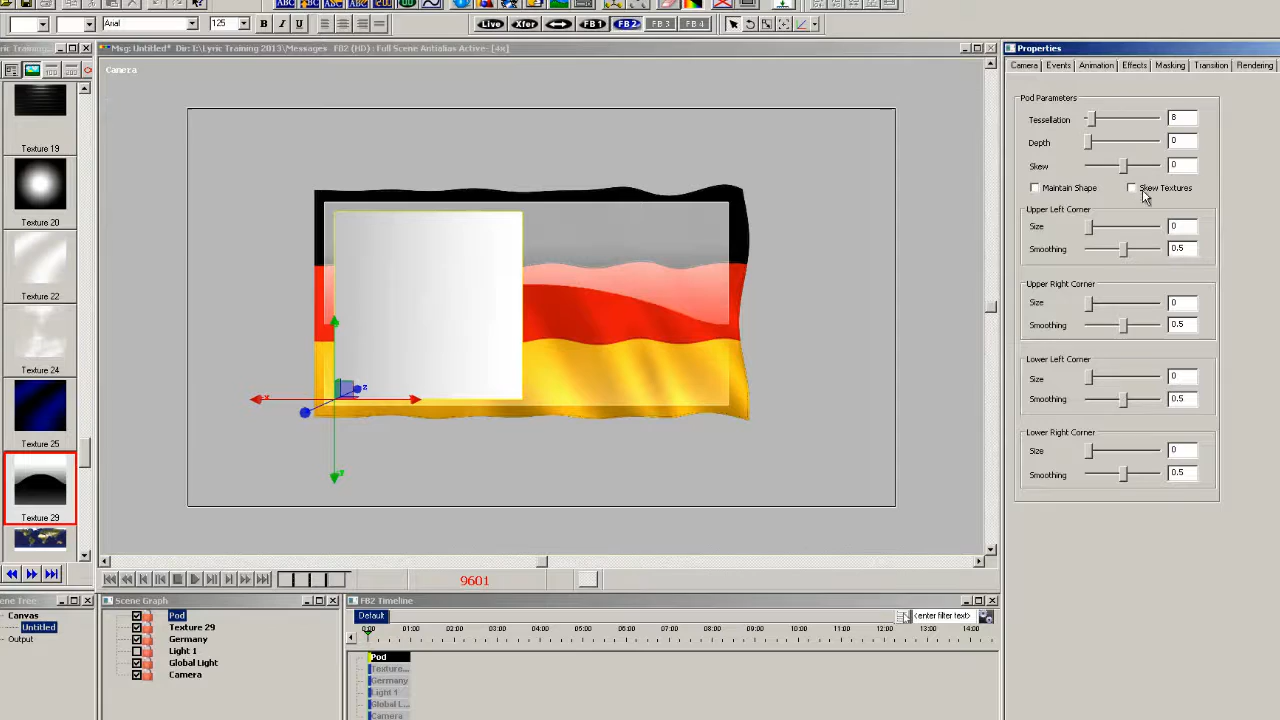 Arial
125
B I U
Live
Xfer
FB 1
FB2
FB 3
FB 4
Msg: Untitled* Dir: E:\Lyric Training 2013\Messages FB2 (HD) : Full Scene Antialias Active- [4x]
Properties
Camera Events Animation Effects Masking Transition Rendering
Camera
Texture 19
Texture 20
Texture 22
Texture 24
Texture 25
Texture 29
Pod Parameters
Tessellation 8
Depth 0
Skew 0
Maintain Shape Skew Textures
Upper Left Corner
Size 0
Smoothing 0.5
Upper Right Corner
Size 0
Smoothing 0.5
Lower Left Corner
Size 0
Smoothing 0.5
Lower Right Corner
Size 0
Smoothing 0.5
9601
Scene Graph
FB2 Timeline
Canvas
Untitled
Output
Pod
Texture 29
Germany
Light 1
Global Light
Camera
Default
<enter filter text>
0:00 01:00 02:00 03:00 04:00 05:00 06:00 07:00 08:00 09:00 10:00 11:00 12:00 13:00 14:00
Pod
Texture...
Germany
Light 1
Global L...
Camera